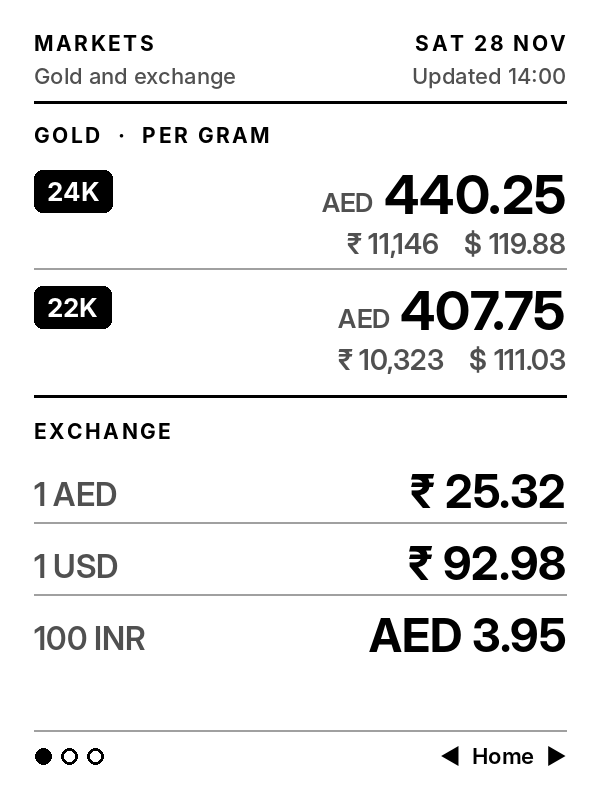 MARKETS SAT 28 NOV
Gold and exchange Updated 14:00
GOLD · PER GRAM
24K AED 440.25
₹ 11,146 $ 119.88
22K AED 407.75
₹ 10,323 $ 111.03
EXCHANGE
1 AED ₹ 25.32
1 USD ₹ 92.98
100 INR AED 3.95
◀ Home ▶